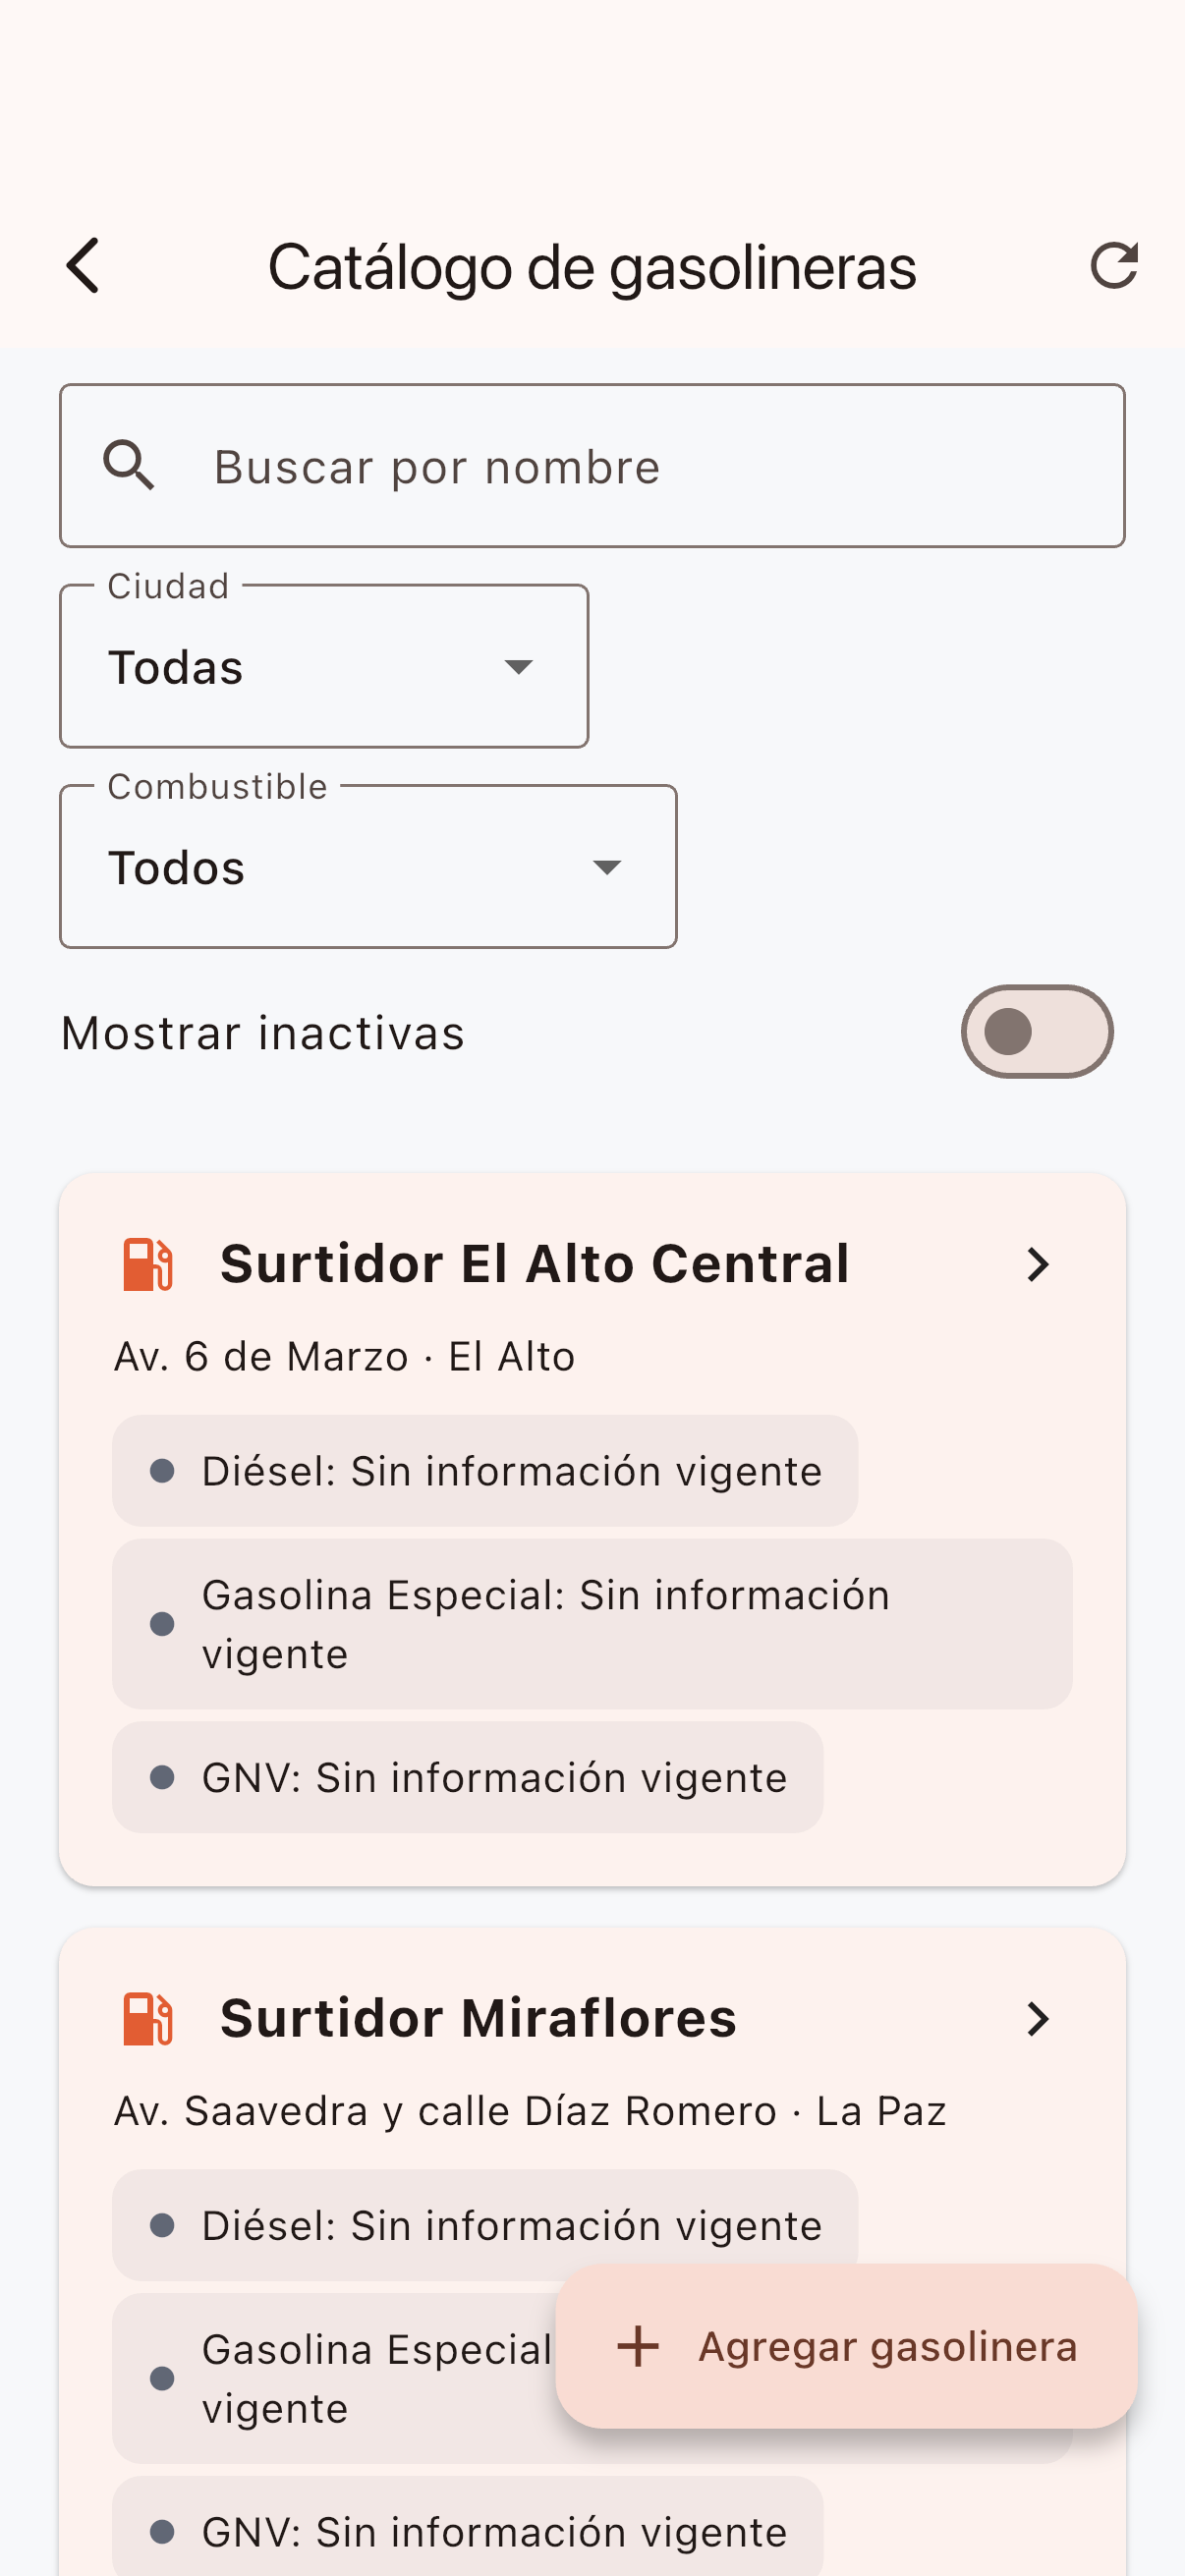 Catálogo de gasolineras
Buscar por nombre
Ciudad
Todas
Combustible
Todos
Mostrar inactivas
Surtidor El Alto Central
Av. 6 de Marzo · El Alto
Diésel: Sin información vigente
Gasolina Especial: Sin información
vigente
GNV: Sin información vigente
Surtidor Miraflores
Av. Saavedra y calle Díaz Romero · La Paz
Diésel: Sin información vigente
Gasolina Especial
vigente
Agregar gasolinera
GNV: Sin información vigente